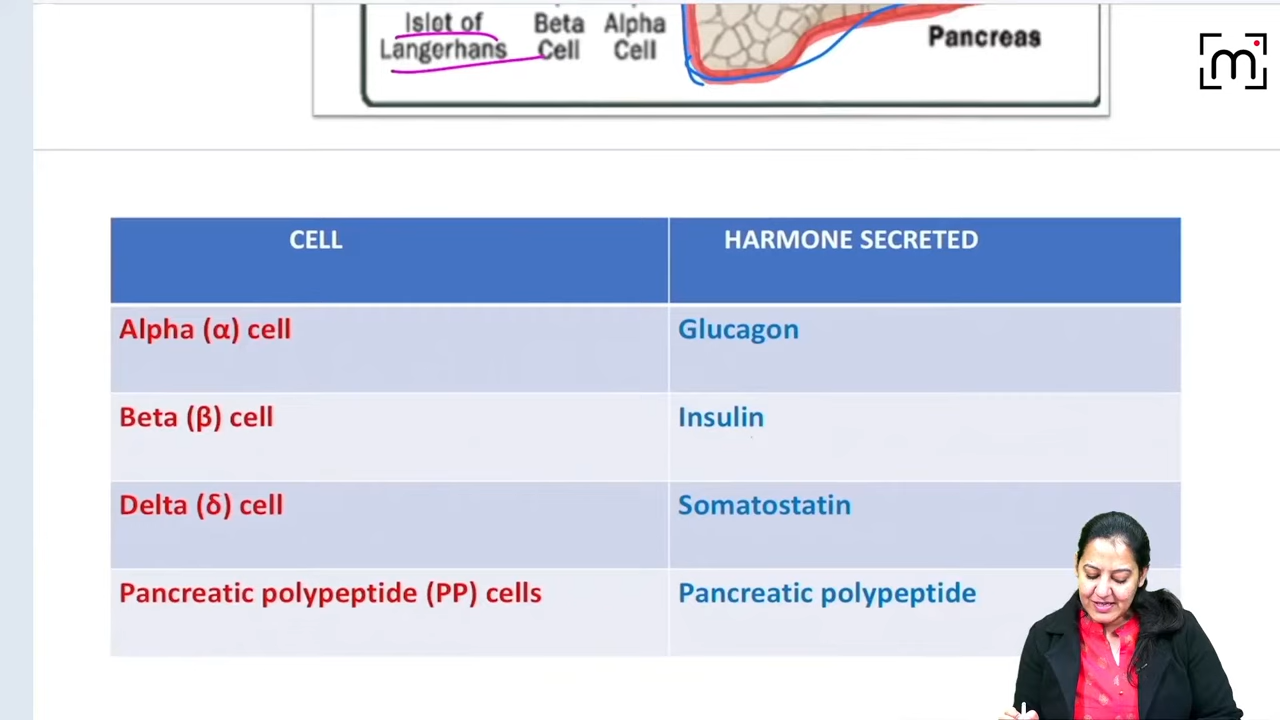 Islet of Beta Alpha
Langerhans Cell Cell
Pancreas
m
CELL HARMONE SECRETED
Alpha (α) cell Glucagon
Beta (β) cell Insulin
Delta (δ) cell Somatostatin
Pancreatic polypeptide (PP) cells Pancreatic polypeptide